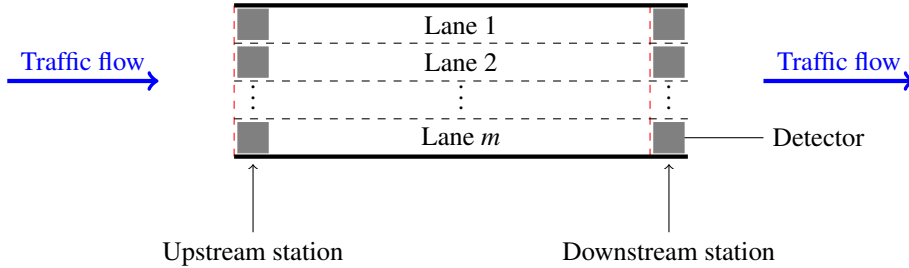 Lane 1
Traffic flow
Lane 2
Traffic flow
Lane m
Detector
Upstream station
Downstream station